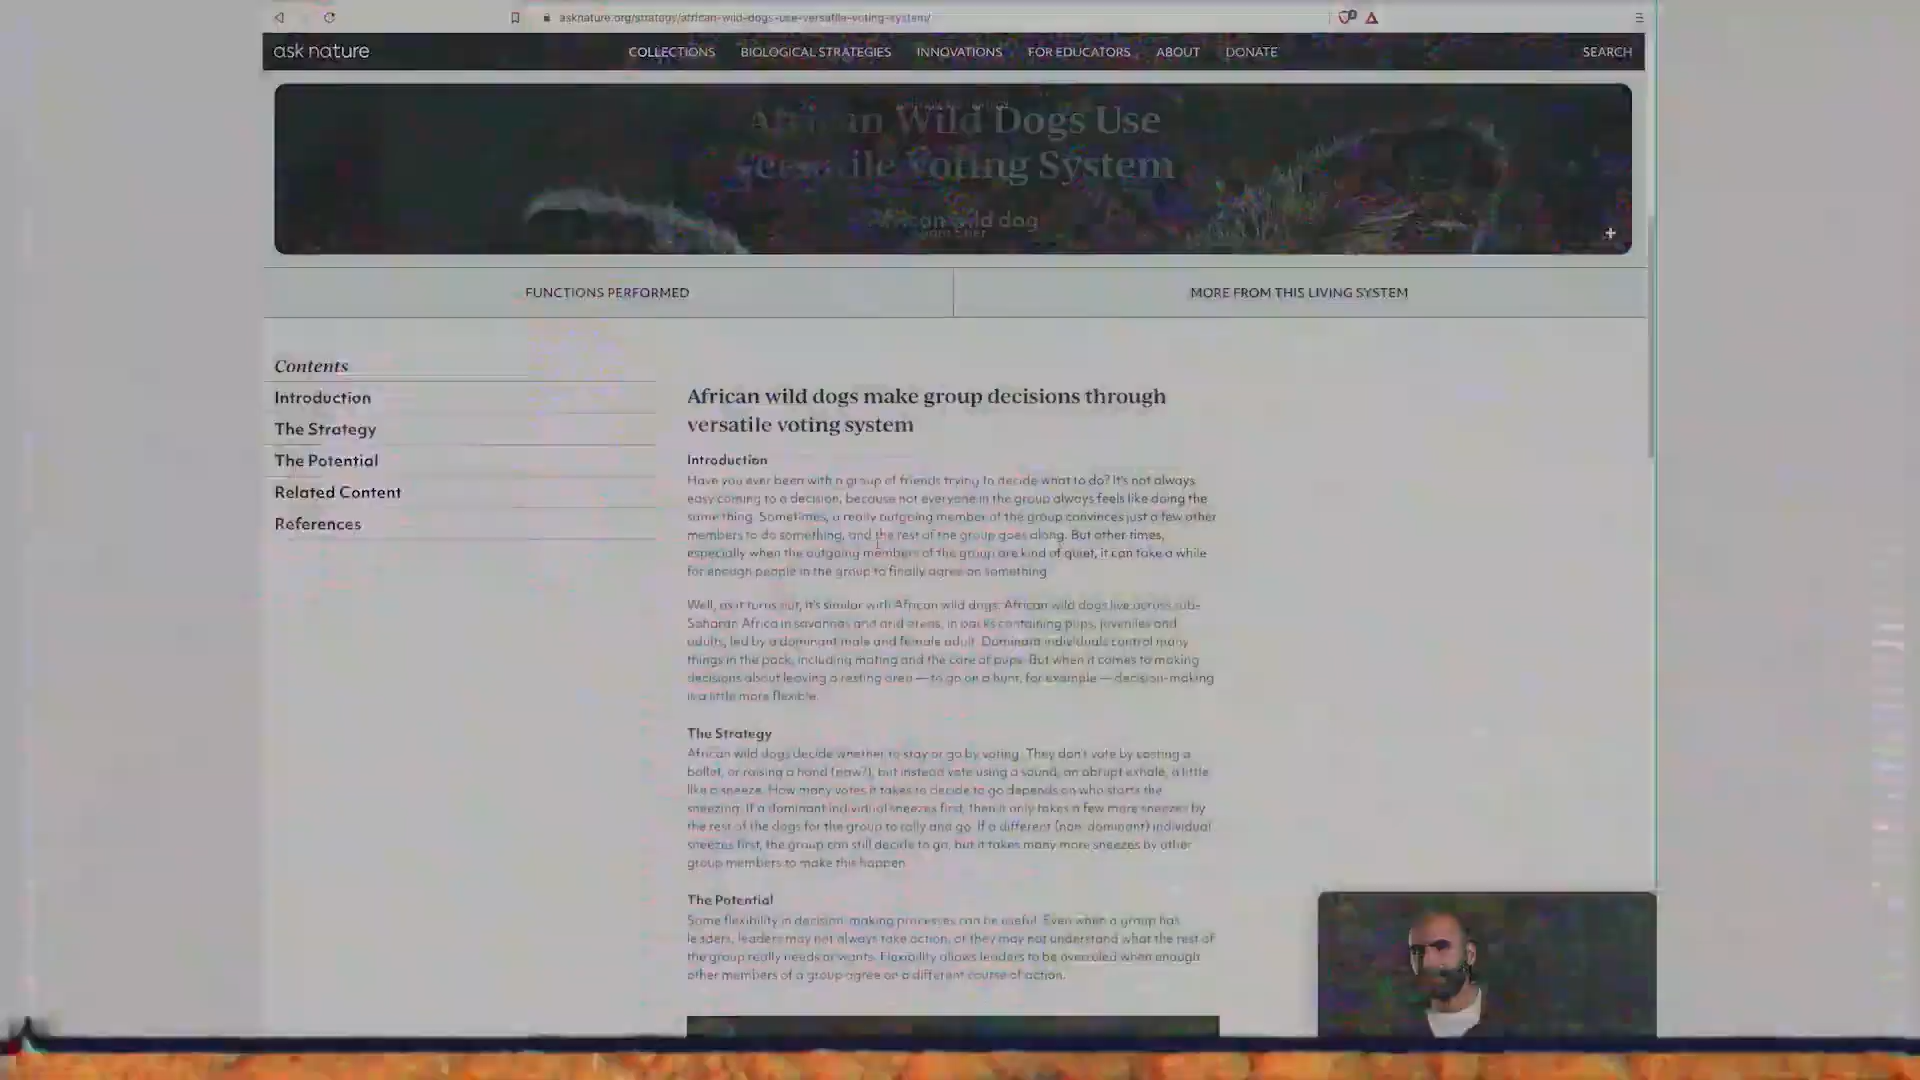 asknature.org/strategy/african-wild-dogs-use-versatile-voting-system/
ask nature
COLLECTIONS BIOLOGICAL STRATEGIES INNOVATIONS FOR EDUCATORS ABOUT DONATE SEARCH
African Wild Dogs Use
Versatile Voting System
African wild dog
FUNCTIONS PERFORMED
MORE FROM THIS LIVING SYSTEM
Contents
Introduction
The Strategy
The Potential
Related Content
References
African wild dogs make group decisions through
versatile voting system
Introduction
Have you ever been with a group of friends trying to decide what to do? It's not always
easy coming to a decision, because not everyone in the group always feels like doing the
same thing. Sometimes, a really outgoing member of the group convinces just a few other
members to do something, and the rest of the group goes along. But other times,
especially when the outgoing members of the group are kind of quiet, it can take a while
for enough people in the group to finally agree on something.
Well, as it turns out, it's similar with African wild dogs. African wild dogs live across sub-
Saharan Africa in savannas and arid areas, in packs containing pups, juveniles and
adults, led by a dominant male and female adult. Dominant individuals control many
things in the pack, including mating and the care of pups. But when it comes to making
decisions about leaving a resting area — to go on a hunt, for example — decision-making
is a little more flexible.
The Strategy
African wild dogs decide whether to stay or go by voting. They don't vote by casting a
ballot, or raising a hand (paw?), but instead vote using a sound, an abrupt exhale, a little
like a sneeze. How many votes it takes to decide to go depends on who starts the
sneezing. If a dominant individual sneezes first, then it only takes a few more sneezes by
the rest of the dogs for the group to rally and go. If a different (non-dominant) individual
sneezes first, the group can still decide to go, but it takes many more sneezes by other
group members to make this happen.
The Potential
Some flexibility in decision-making processes can be useful. Even when a group has
leaders, leaders may not always take action, or they may not understand what the rest of
the group really needs or wants. Flexibility allows leaders to be overruled when enough
other members of a group agree on a different course of action.